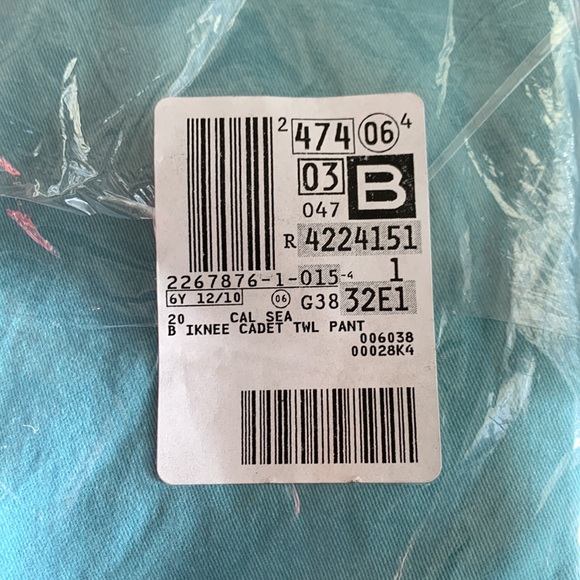 2 474 06 4
03 B
047
R 4224151
2267876-1-015-4 1
6Y 12/10 06 G38 32E1
20 CAL SEA
B IKNEE CADET TWL PANT
006038
00028K4